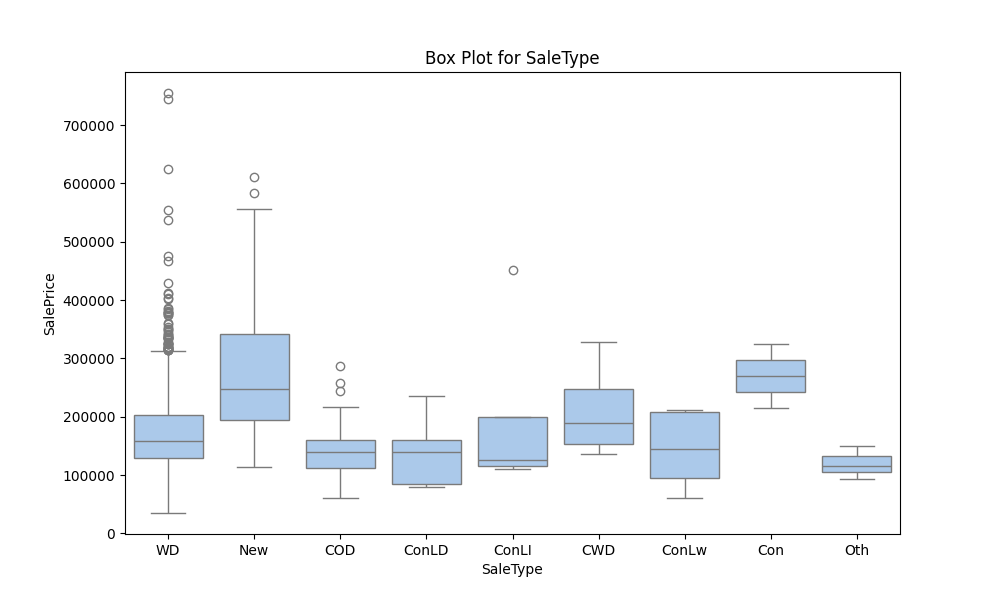 Box Plot for SaleType
SalePrice
700000
600000
500000
400000
300000
200000
100000
0
WD New COD ConLD ConLI CWD ConLw Con Oth
SaleType